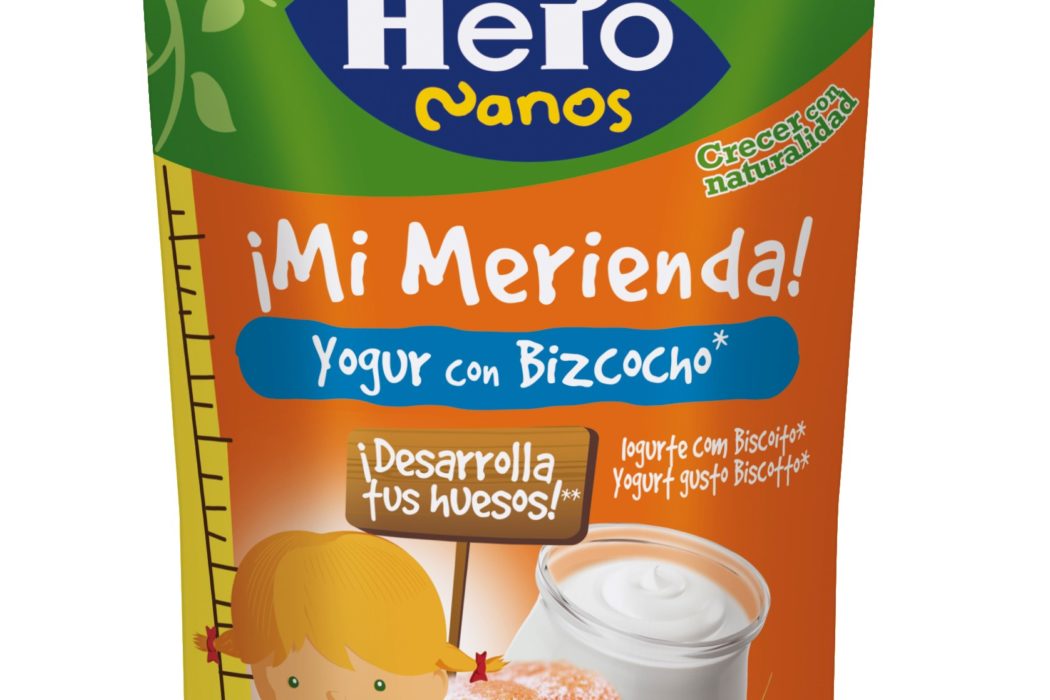 Hero
Nanos
Crecer con
naturalidad
¡Mi Merienda!
Yogur con Bizcocho*
¡Desarrolla
tus huesos!**
Iogurte com Biscoito*
Yogurt gusto Biscotto*